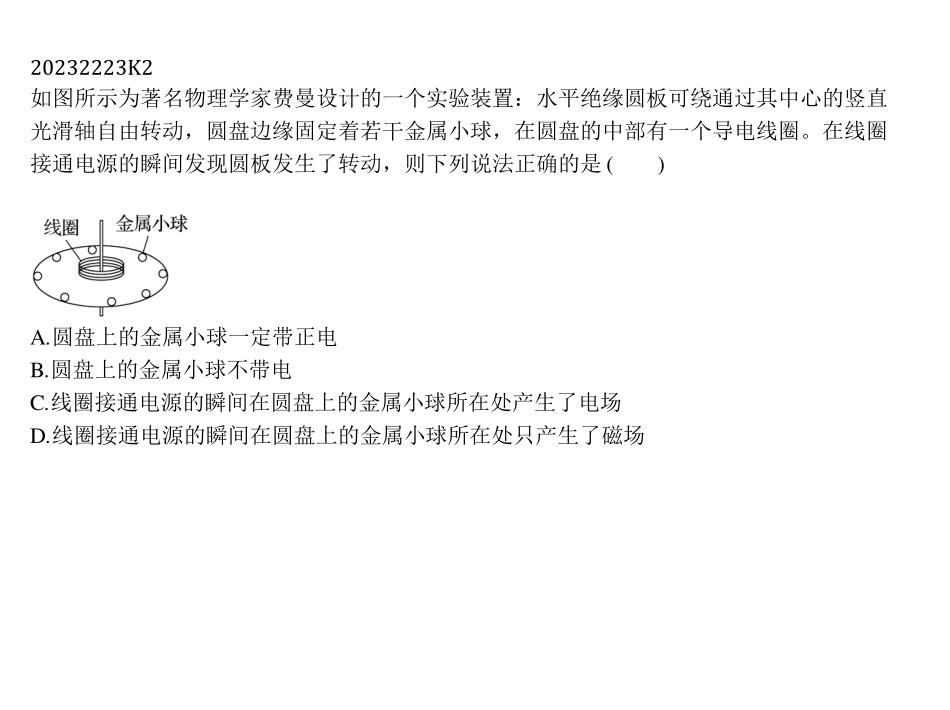 20232223K2
如图所示为著名物理学家费曼设计的一个实验装置：水平绝缘圆板可绕通过其中心的竖直
光滑轴自由转动，圆盘边缘固定着若干金属小球，在圆盘的中部有一个导电线圈。在线圈
接通电源的瞬间发现圆板发生了转动，则下列说法正确的是 (　　)
线圈 金属小球
A.圆盘上的金属小球一定带正电
B.圆盘上的金属小球不带电
C.线圈接通电源的瞬间在圆盘上的金属小球所在处产生了电场
D.线圈接通电源的瞬间在圆盘上的金属小球所在处只产生了磁场